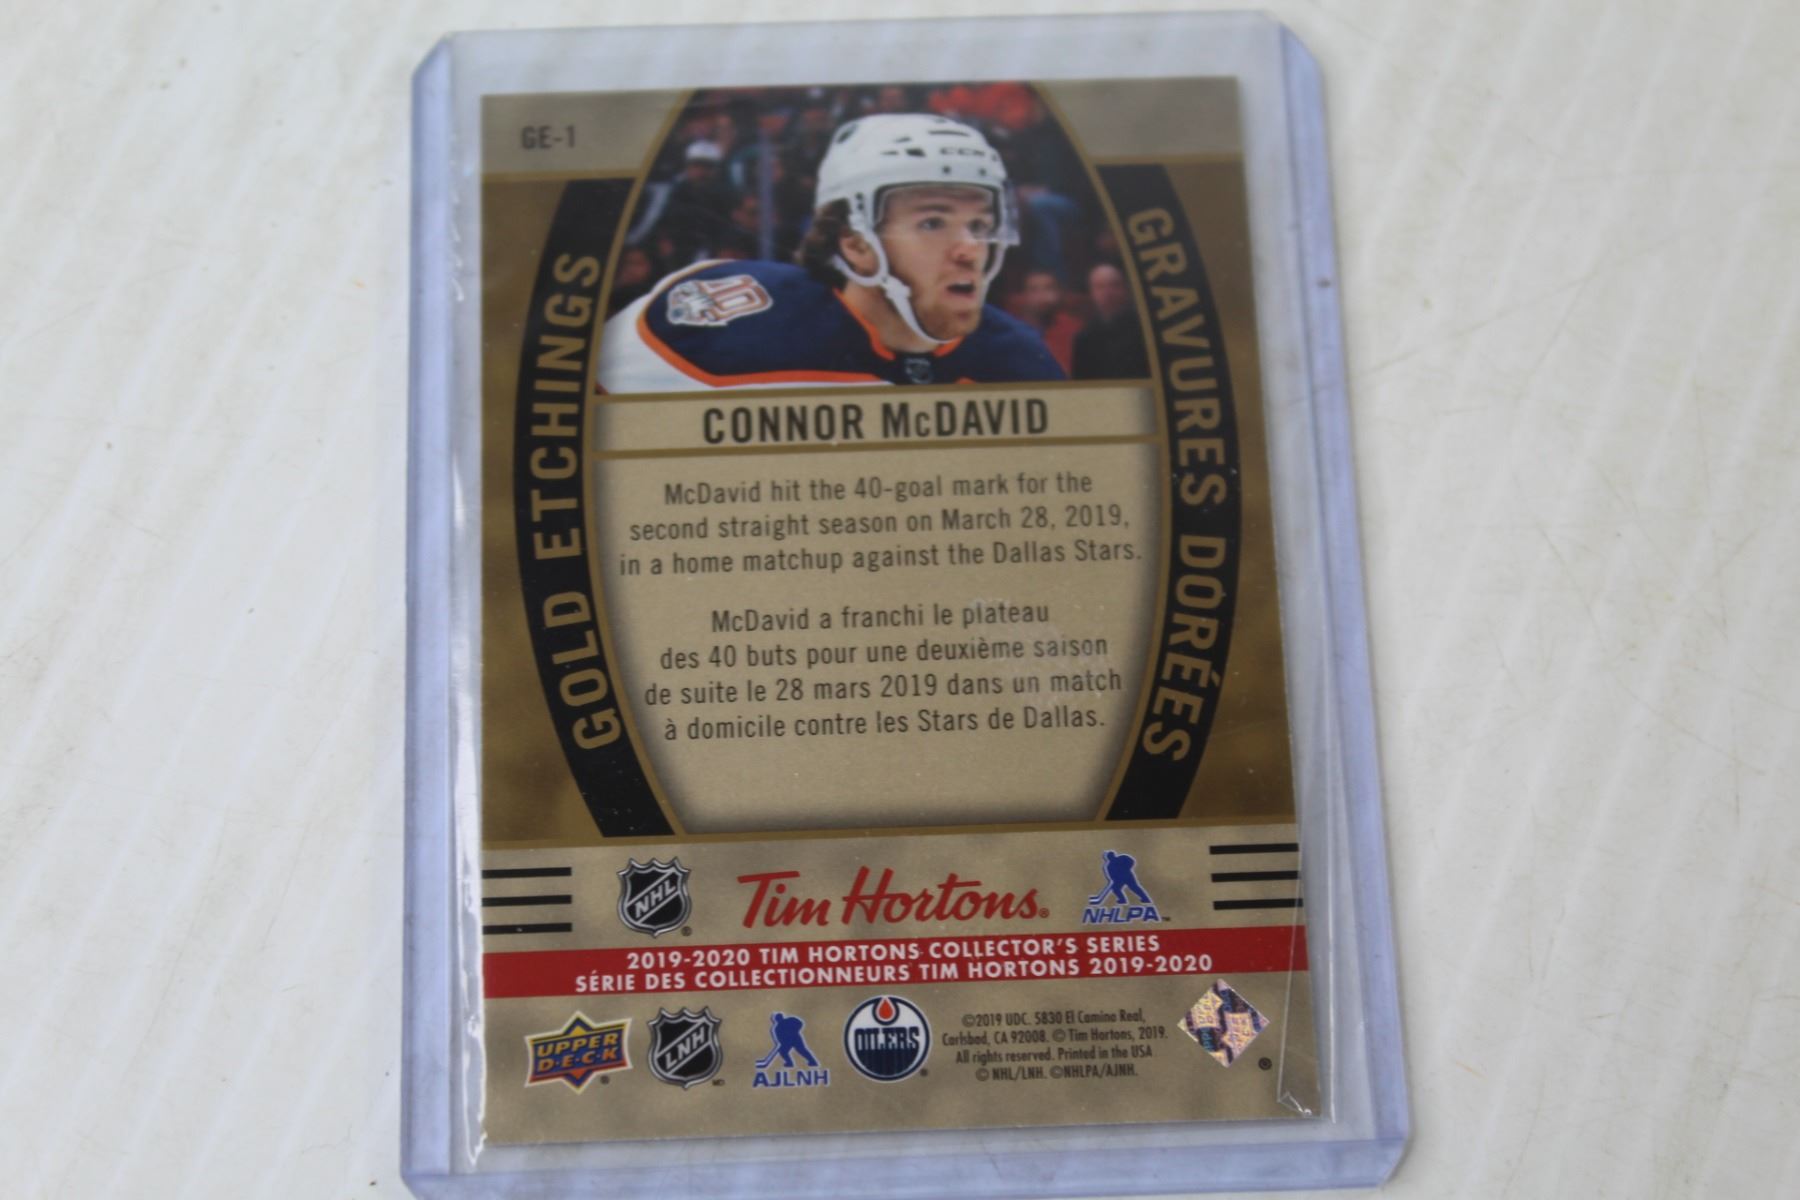 GE-1
CCM
40
GOLD ETCHINGS
GRAVURES DORÉES
CONNOR McDAVID
McDavid hit the 40-goal mark for the
second straight season on March 28, 2019,
in a home matchup against the Dallas Stars.
McDavid a franchi le plateau
des 40 buts pour une deuxième saison
de suite le 28 mars 2019 dans un match
à domicile contre les Stars de Dallas.
NHL ® Tim Hortons® NHLPA™
2019-2020 TIM HORTONS COLLECTOR'S SERIES
SÉRIE DES COLLECTIONNEURS TIM HORTONS 2019-2020
UPPER
D·E·C·K ®
LNH MD
AJLNH
OILERS ®
©2019 UDC. 5830 El Camino Real,
Carlsbad, CA 92008. © Tim Hortons, 2019.
All rights reserved. Printed in the USA
© NHL/LNH. ©NHLPA/AJNH.
®